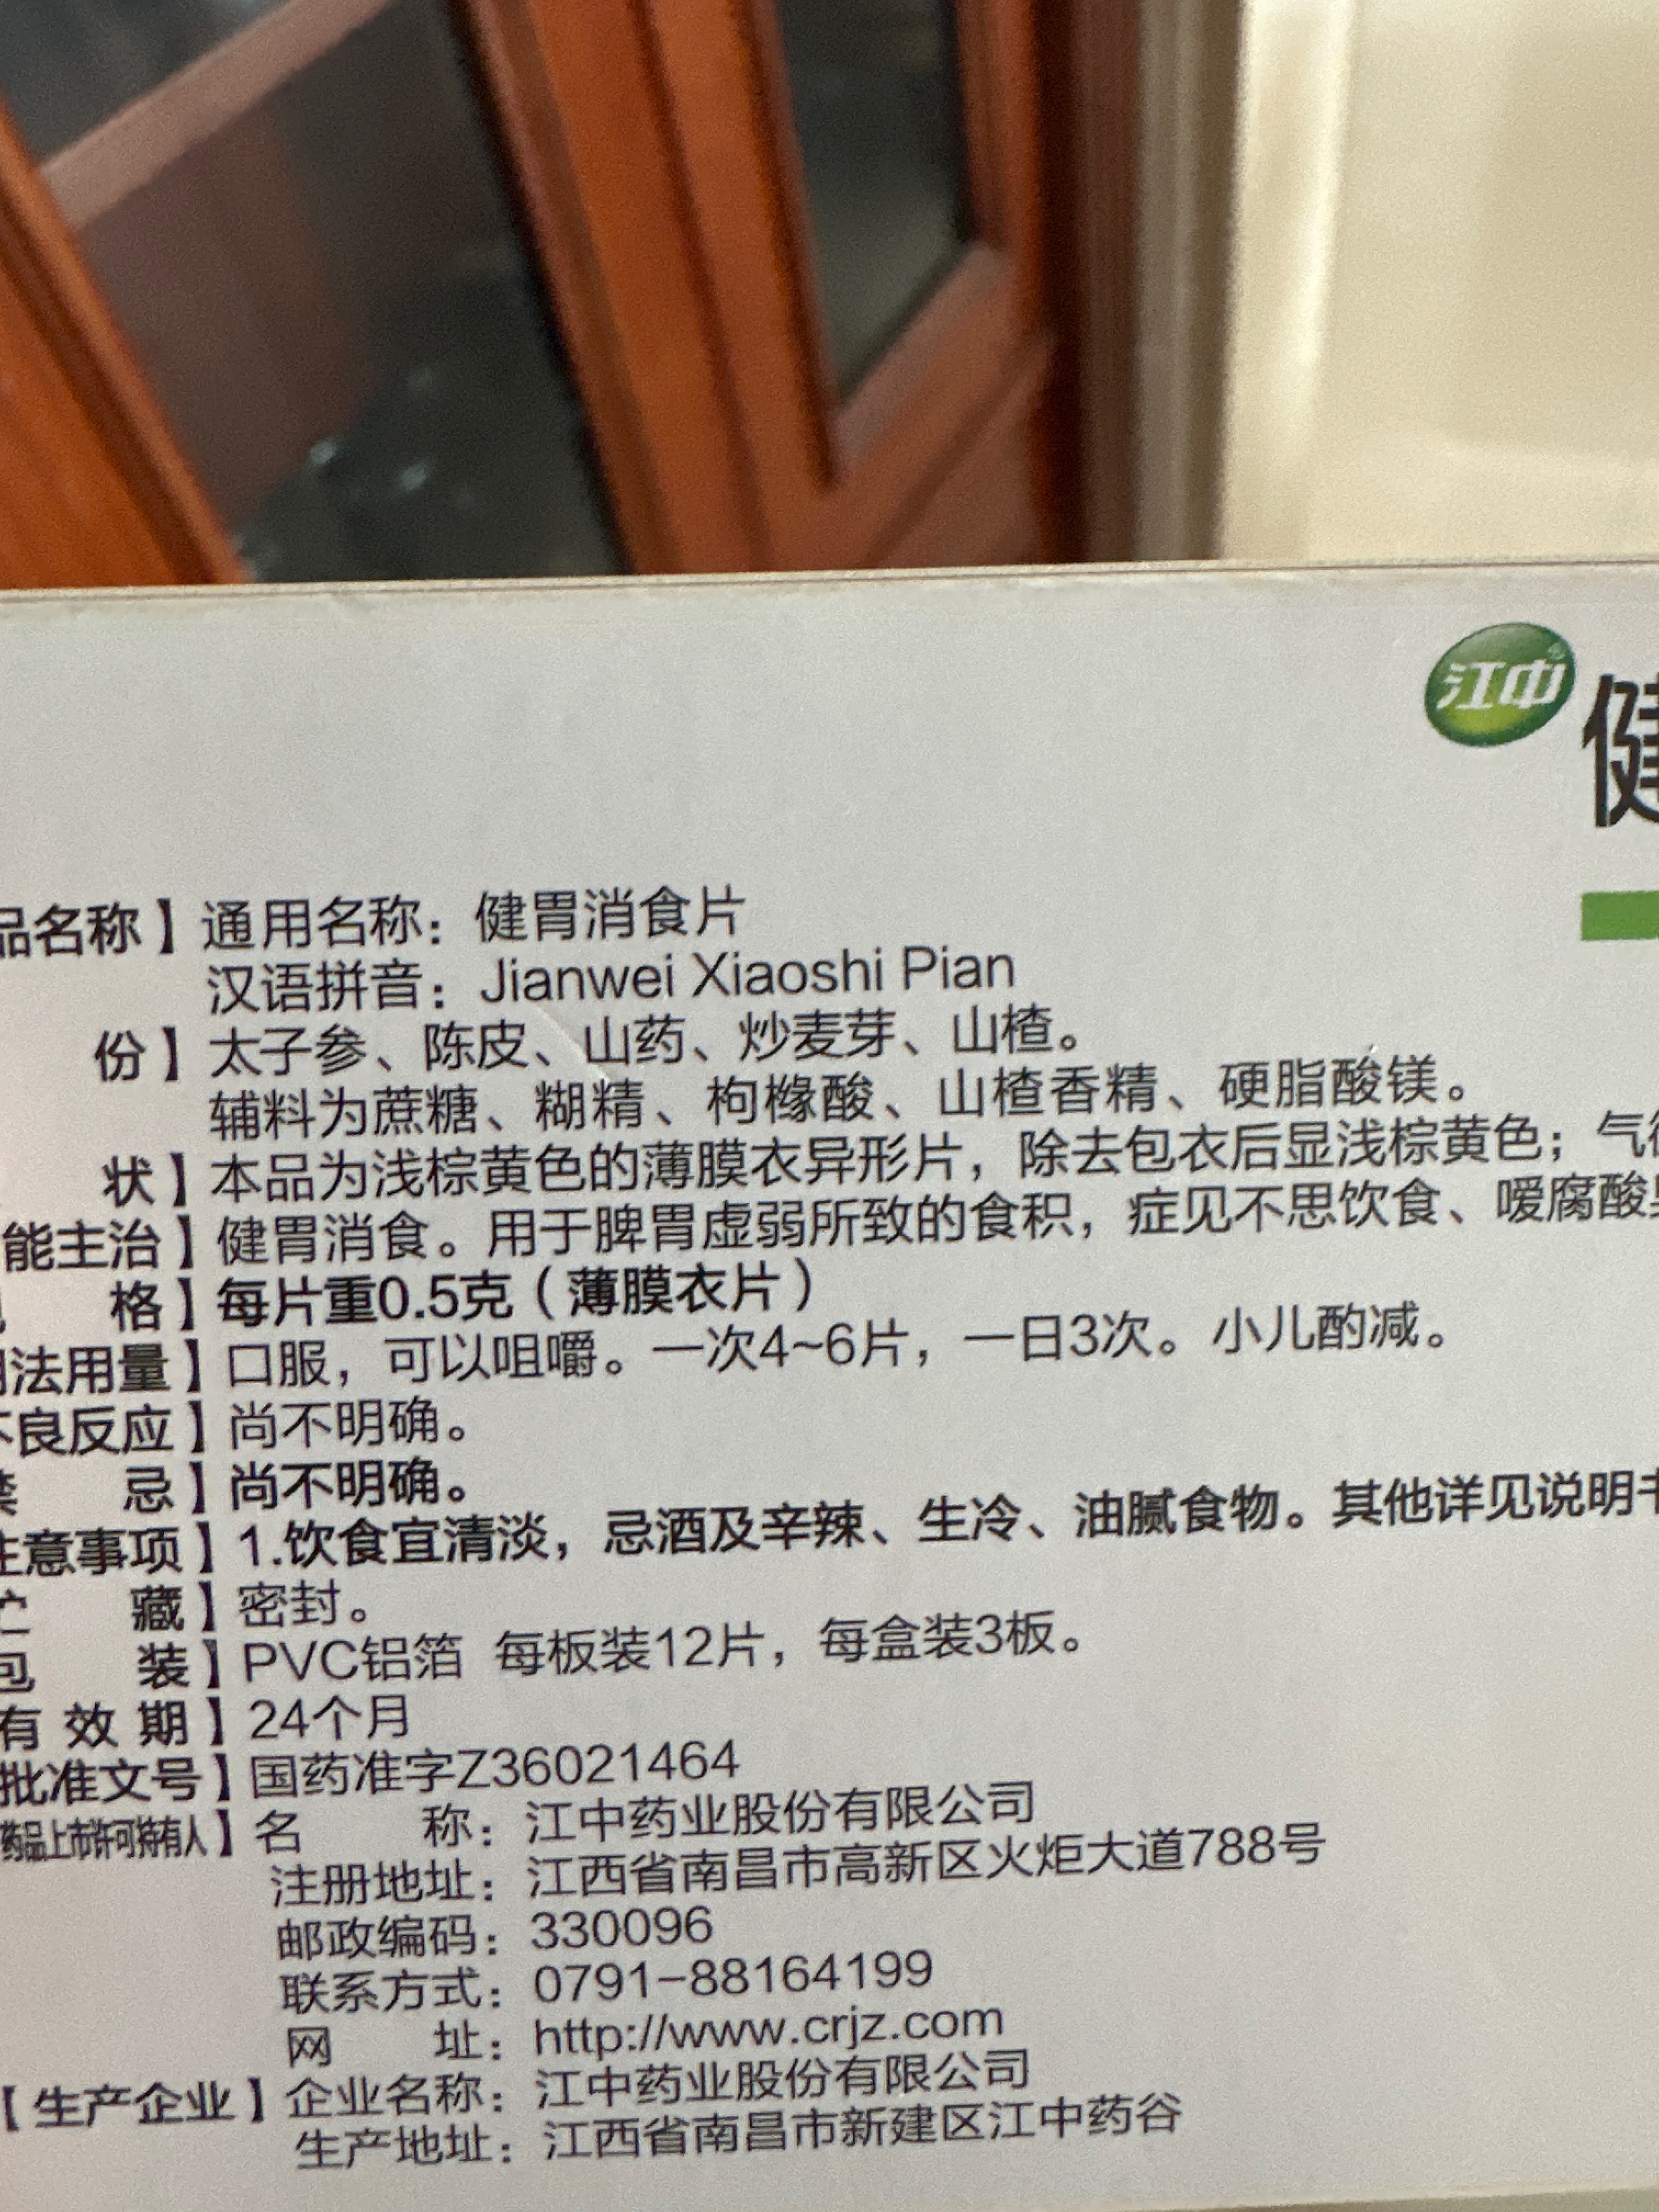 江中®
健
品名称】通用名称：健胃消食片
汉语拼音：Jianwei Xiaoshi Pian
份】太子参、陈皮、山药、炒麦芽、山楂。
辅料为蔗糖、糊精、枸橼酸、山楂香精、硬脂酸镁。
状】本品为浅棕黄色的薄膜衣异形片，除去包衣后显浅棕黄色；气
能主治】健胃消食。用于脾胃虚弱所致的食积，症见不思饮食、嗳腐酸
格】每片重0.5克（薄膜衣片）
法用量】口服，可以咀嚼。一次4~6片，一日3次。小儿酌减。
不良反应】尚不明确。
禁 忌】尚不明确。
注意事项】1.饮食宜清淡，忌酒及辛辣、生冷、油腻食物。其他详见说明书
藏】密封。
包 装】PVC铝箔 每板装12片，每盒装3板。
有 效 期】24个月
批准文号】国药准字Z36021464
药品上市许可持有人】名 称：江中药业股份有限公司
注册地址：江西省南昌市高新区火炬大道788号
邮政编码：330096
联系方式：0791-88164199
网 址：http://www.crjz.com
【生产企业】企业名称：江中药业股份有限公司
生产地址：江西省南昌市新建区江中药谷